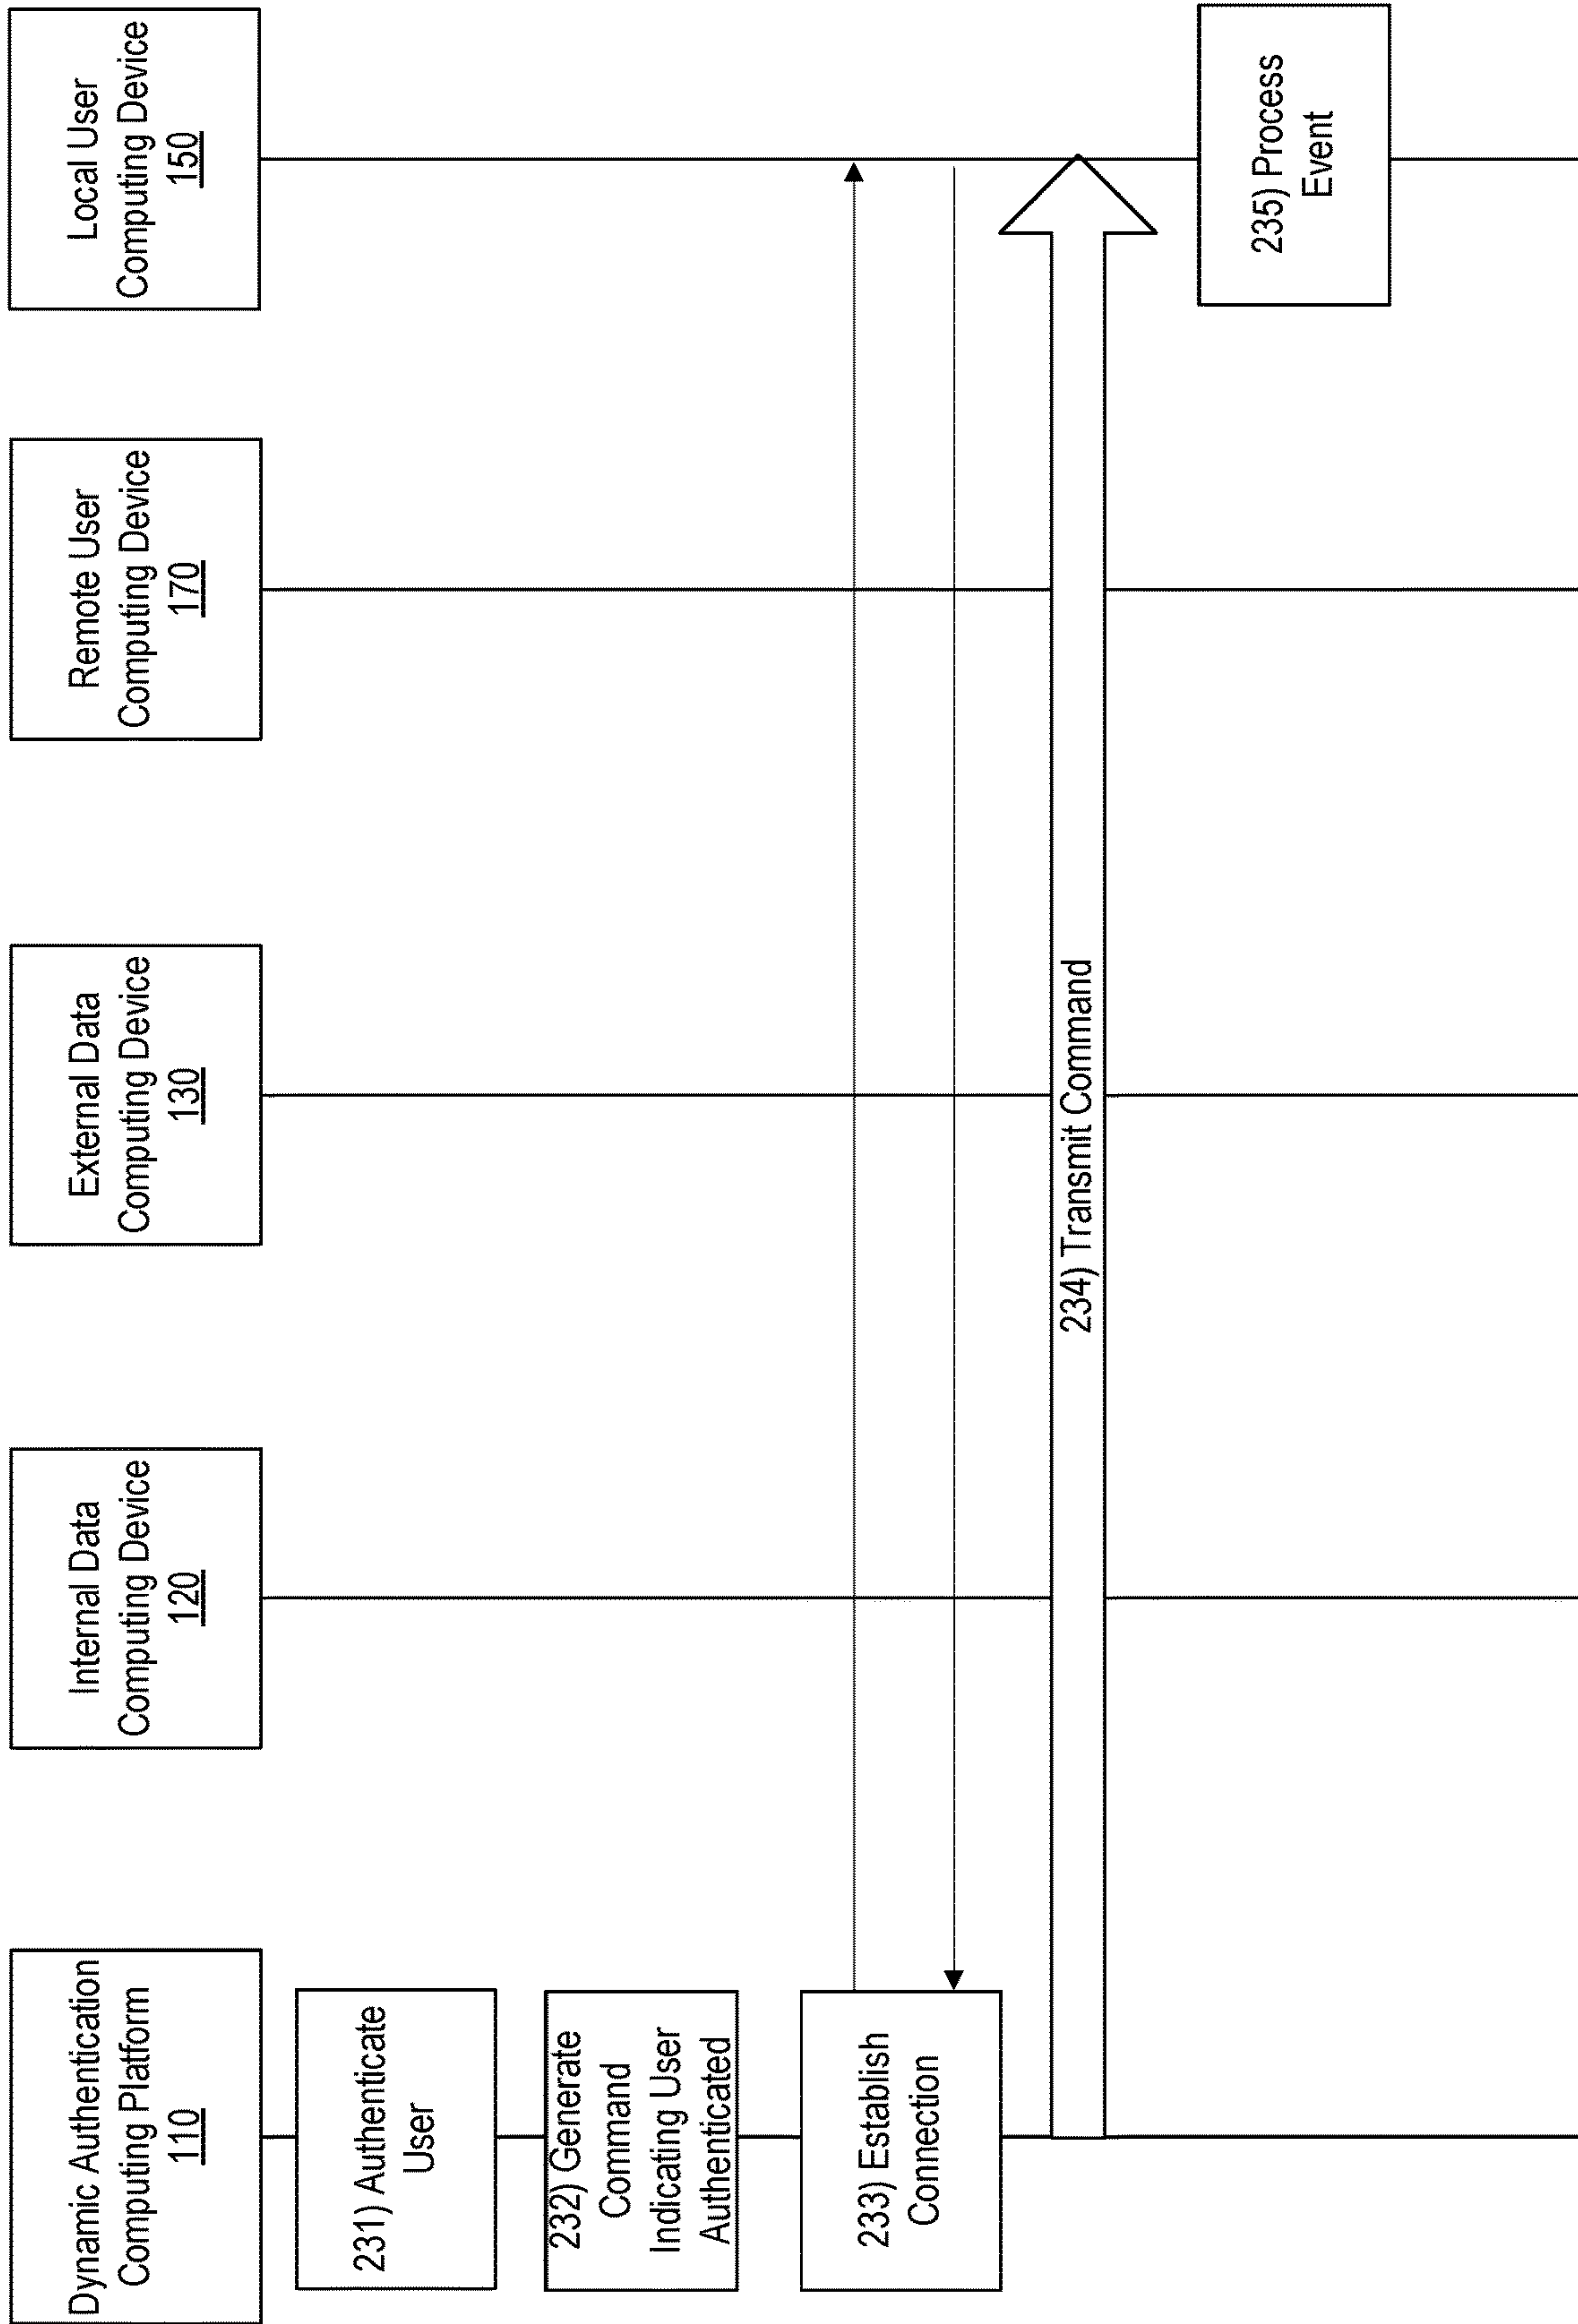 Dynamic Authentication
Computing Platform
110
Internal Data
Computing Device
120
External Data
Computing Device
130
Remote User
Computing Device
170
Local User
Computing Device
150
231) Authenticate
User
232) Generate
Command
Indicating User
Authenticated
233) Establish
Connection
234) Transmit Command
235) Process
Event